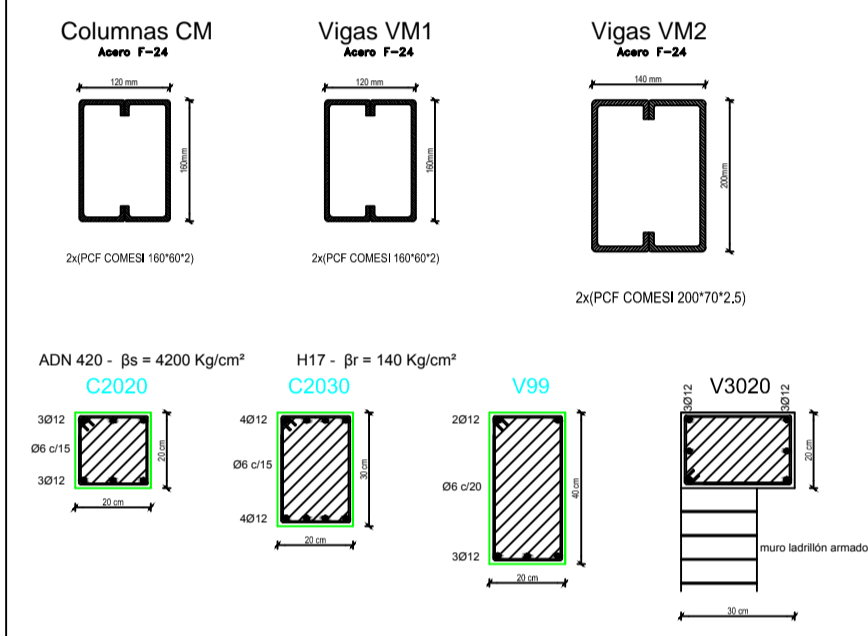 Columnas CM
Acero F-24
120 mm
160mm
2x(PCF COMESI 160*60*2)
Vigas VM1
Acero F-24
120 mm
160mm
2x(PCF COMESI 160*60*2)
Vigas VM2
Acero F-24
140 mm
200mm
2x(PCF COMESI 200*70*2.5)
ADN 420 - βs = 4200 Kg/cm²
H17 - βr = 140 Kg/cm²
C2020
3Ø12
Ø6 c/15
3Ø12
20 cm
20 cm
C2030
4Ø12
Ø6 c/15
4Ø12
30 cm
20 cm
V99
2Ø12
Ø6 c/20
3Ø12
40 cm
20 cm
V3020
3Ø12
3Ø12
20 cm
muro ladrillón armado
30 cm